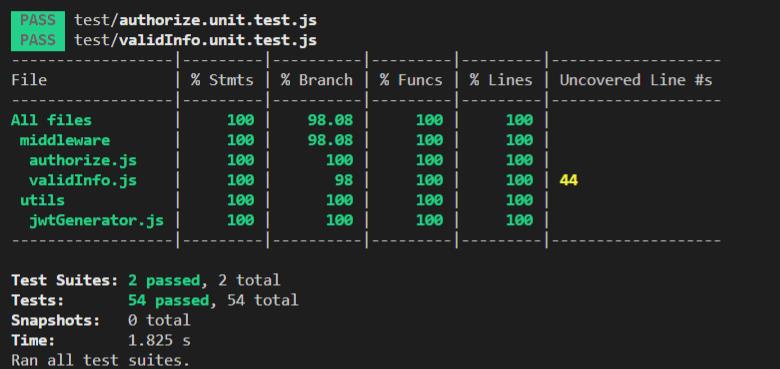 PASS test/authorize.unit.test.js
PASS test/validInfo.unit.test.js
------------------|---------|----------|---------|---------|-------------------
File              | % Stmts | % Branch | % Funcs | % Lines | Uncovered Line #s
------------------|---------|----------|---------|---------|-------------------
All files         |     100 |    98.08 |     100 |     100 |
 middleware       |     100 |    98.08 |     100 |     100 |
  authorize.js    |     100 |      100 |     100 |     100 |
  validInfo.js    |     100 |       98 |     100 |     100 | 44
 utils            |     100 |      100 |     100 |     100 |
  jwtGenerator.js |     100 |      100 |     100 |     100 |
------------------|---------|----------|---------|---------|-------------------
Test Suites: 2 passed, 2 total
Tests:       54 passed, 54 total
Snapshots:   0 total
Time:        1.825 s
Ran all test suites.